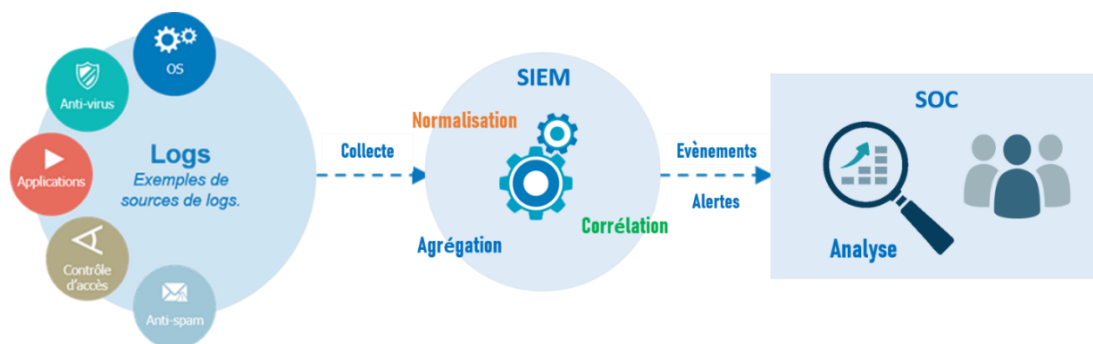 OS
Anti-virus
Applications
Contrôle
d'accès
Anti-spam
Logs
Exemples de
sources de logs.
Collecte
SIEM
Normalisation
Agrégation
Corrélation
Evènements
Alertes
SOC
Analyse